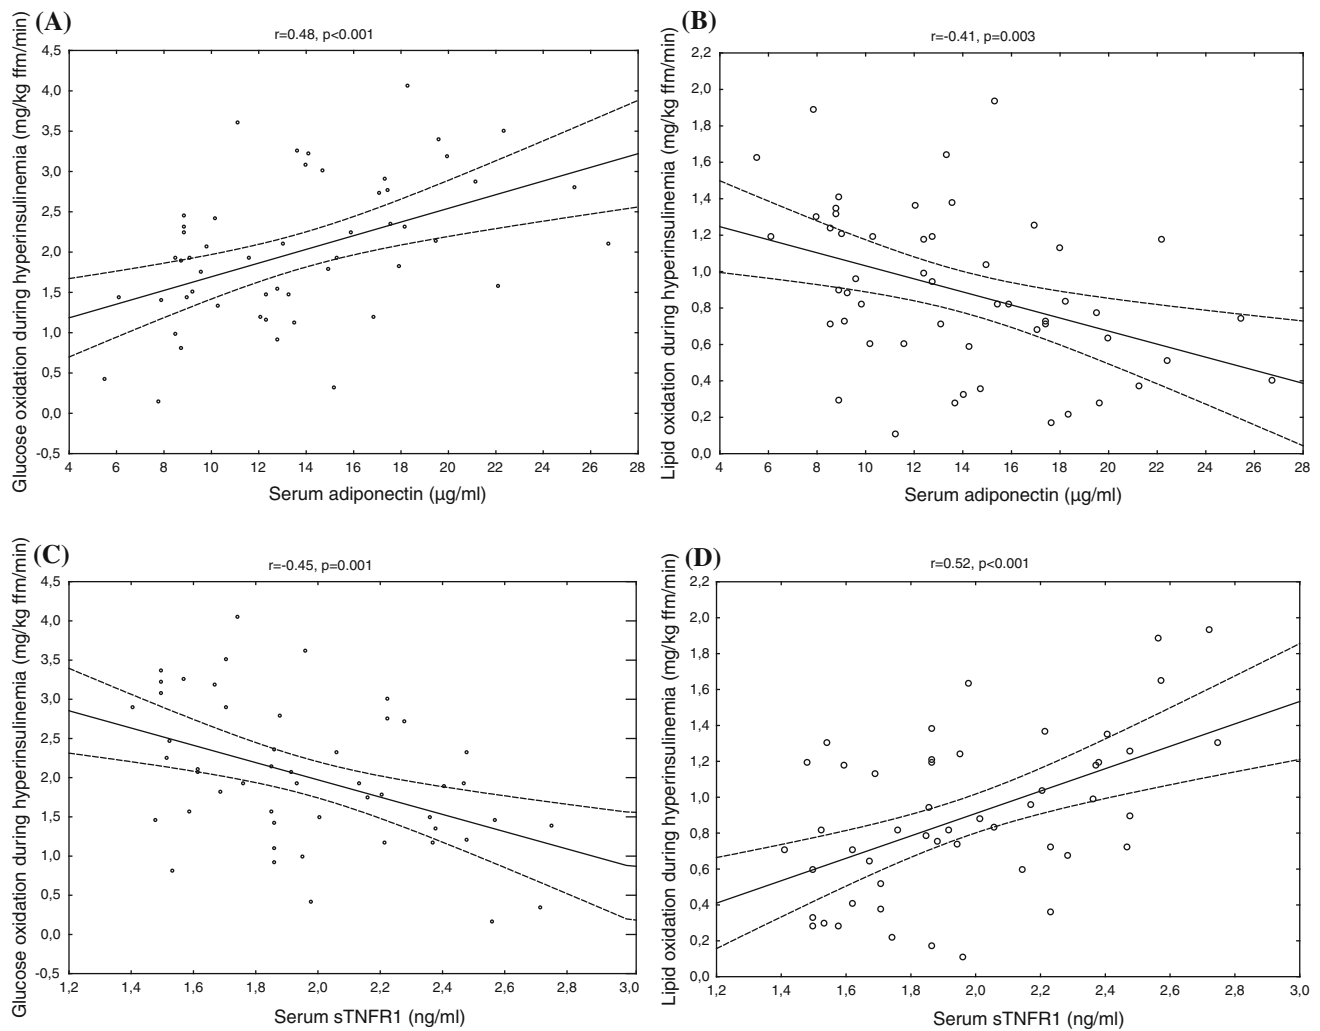 (A)
r=0.48, p<0.001
Glucose oxidation during hyperinsulinemia (mg/kg ffm/min)
4,5
4,0
3,5
3,0
2,5
2,0
1,5
1,0
0,5
0,0
-0,5
4 6 8 10 12 14 16 18 20 22 24 26 28
Serum adiponectin (µg/ml)
(B)
r=-0.41, p=0.003
Lipid oxidation during hyperinsulinemia (mg/kg ffm/min)
2,2
2,0
1,8
1,6
1,4
1,2
1,0
0,8
0,6
0,4
0,2
0,0
4 6 8 10 12 14 16 18 20 22 24 26 28
Serum adiponectin (µg/ml)
(C)
r=-0.45, p=0.001
Glucose oxidation during hyperinsulinemia (mg/kg ffm/min)
4,5
4,0
3,5
3,0
2,5
2,0
1,5
1,0
0,5
0,0
-0,5
1,2 1,4 1,6 1,8 2,0 2,2 2,4 2,6 2,8 3,0
Serum sTNFR1 (ng/ml)
(D)
r=0.52, p<0.001
Lipid oxidation during hyperinsulinemia (mg/kg ffm/min)
2,2
2,0
1,8
1,6
1,4
1,2
1,0
0,8
0,6
0,4
0,2
0,0
1,2 1,4 1,6 1,8 2,0 2,2 2,4 2,6 2,8 3,0
Serum sTNFR1 (ng/ml)